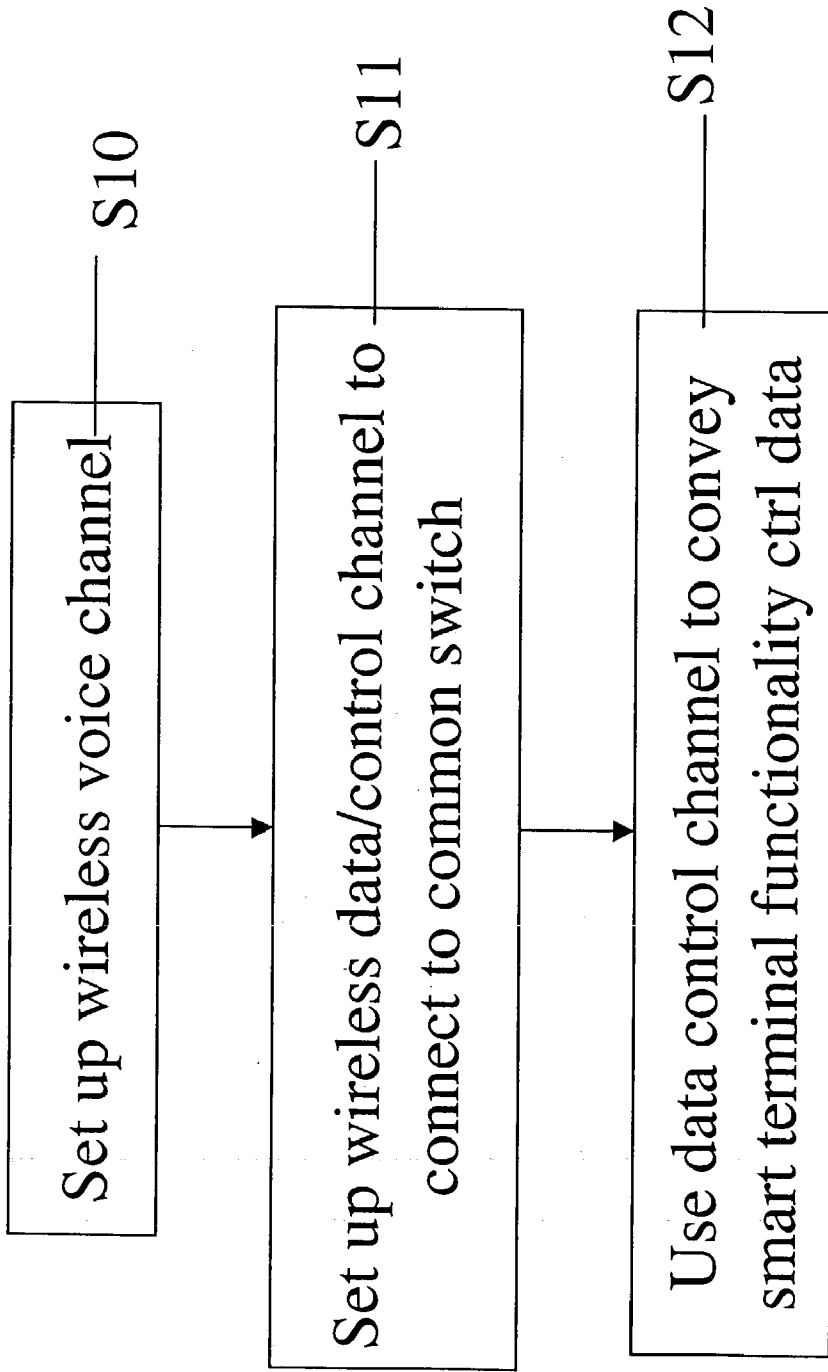 Set up wireless voice channel
S10
Set up wireless data/control channel to
connect to common switch
S11
Use data control channel to convey
smart terminal functionality ctrl data
S12